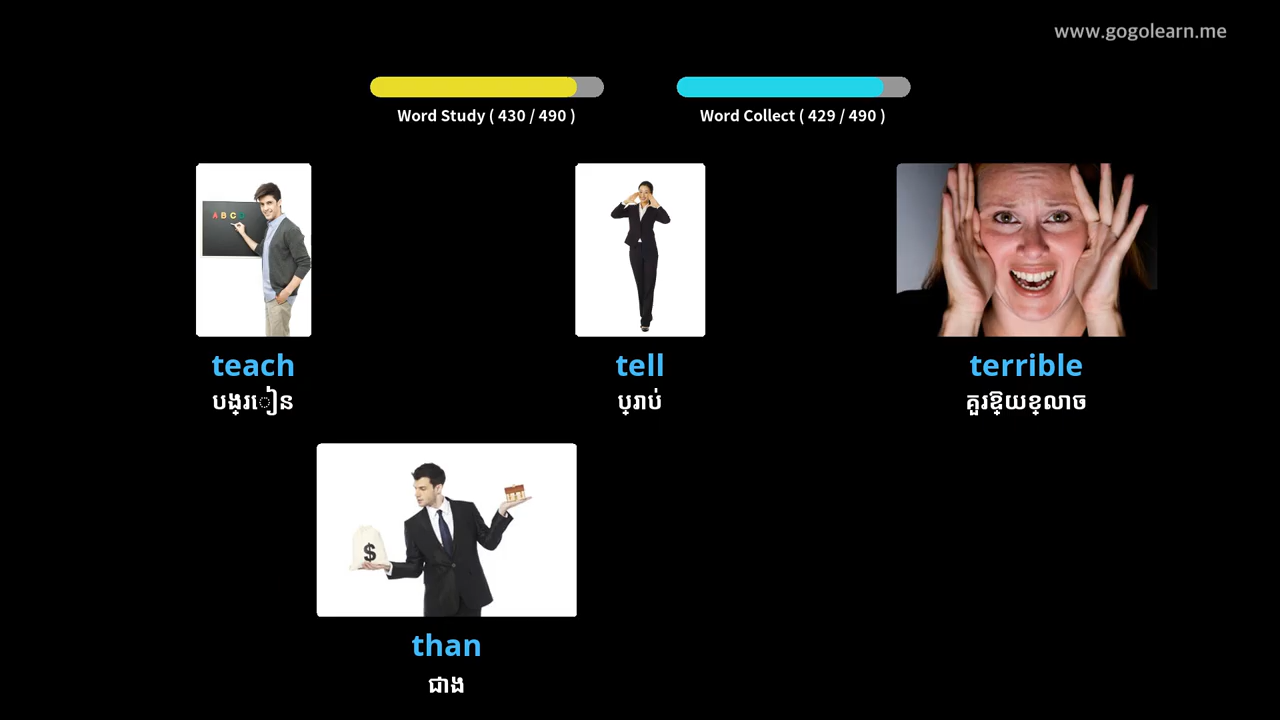 www.gogolearn.me
Word Study ( 430 / 490 )
Word Collect ( 429 / 490 )
A B C D
teach
បង្រៀន
tell
ប្រាប់
terrible
គួរឱ្យខ្លាច
$
than
ជាង